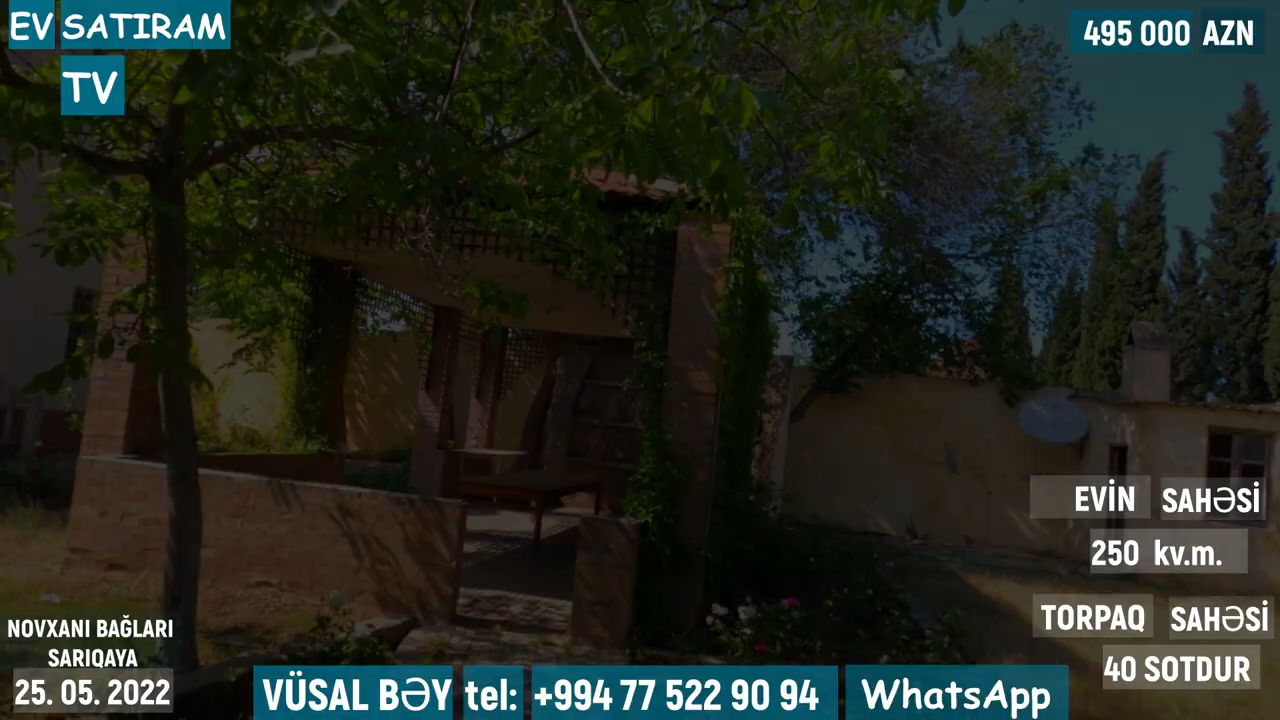 EV SATIRAM
TV
495 000 AZN
EVİN SAHƏSİ
250 kv.m.
TORPAQ SAHƏSİ
40 SOTDUR
NOVXANI BAĞLARI
SARIQAYA
25. 05. 2022
VÜSAL BƏY tel: +994 77 522 90 94 WhatsApp